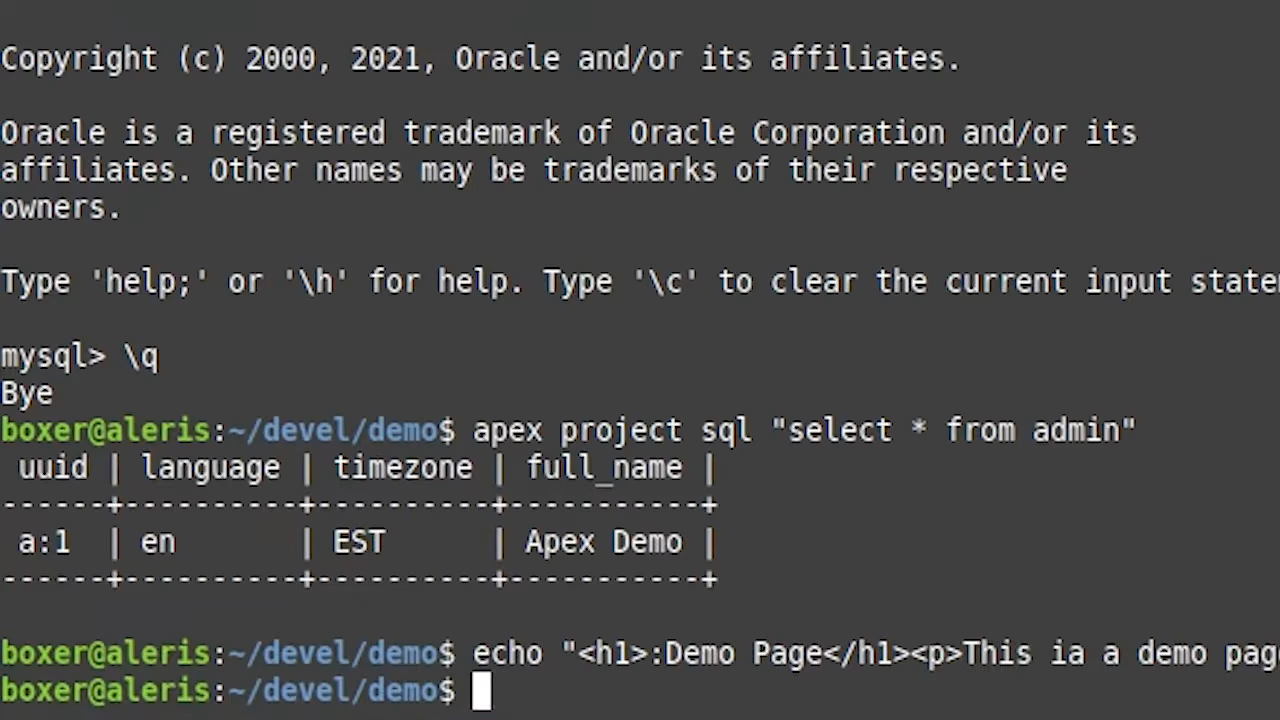 Copyright (c) 2000, 2021, Oracle and/or its affiliates.
Oracle is a registered trademark of Oracle Corporation and/or its
affiliates. Other names may be trademarks of their respective
owners.
Type 'help;' or '\h' for help. Type '\c' to clear the current input
mysql> \q
Bye
boxer@aleris:~/devel/demo$ apex project sql "select * from admin"
uuid | language | timezone | full_name |
------+----------+----------+-----------+
a:1 | en | EST | Apex Demo |
------+----------+----------+-----------+
boxer@aleris:~/devel/demo$ echo "<h1>:Demo Page</h1><p>This ia a demo
boxer@aleris:~/devel/demo$